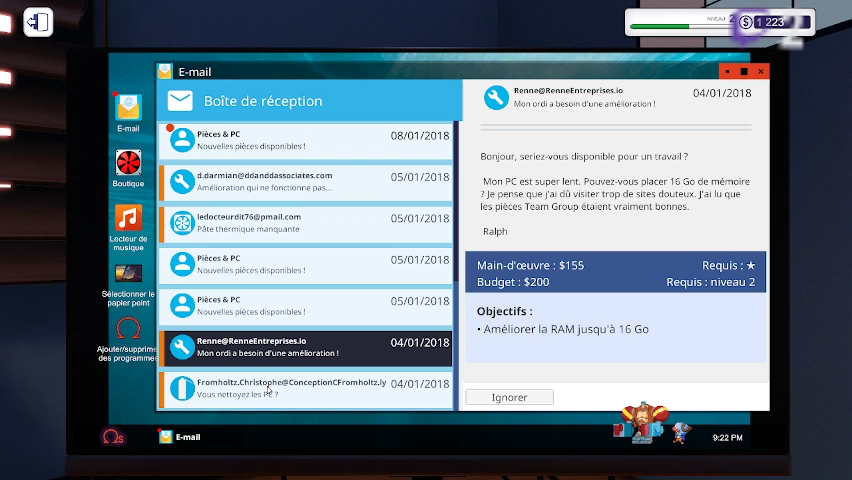 NIVEAU 2
$ 1 223
E-mail
Boîte de réception
Pièces & PC
08/01/2018
Nouvelles pièces disponibles !
d.darmian@ddanddassociates.com
05/01/2018
Amélioration qui ne fonctionne pas...
ledocteurdit76@pmail.com
05/01/2018
Pâte thermique manquante
Pièces & PC
05/01/2018
Nouvelles pièces disponibles !
Pièces & PC
05/01/2018
Nouvelles pièces disponibles !
Renne@RenneEntreprises.io
04/01/2018
Mon ordi a besoin d'une amélioration !
Fromholtz.Christophe@ConceptionCFromholtz.iy
04/01/2018
Vous nettoyez les PC ?
E-mail
Boutique
Lecteur de
musique
Sélectionner le
papier peint
Ajouter/supprime
des programmes
Renne@RenneEntreprises.io
04/01/2018
Mon ordi a besoin d'une amélioration !
Bonjour, seriez-vous disponible pour un travail ?
Mon PC est super lent. Pouvez-vous placer 16 Go de mémoire
? Je pense que j'ai dû visiter trop de sites douteux. J'ai lu que
les pièces Team Group étaient vraiment bonnes.
Ralph
Main-d'œuvre : $155
Requis : ★
Budget : $200
Requis : niveau 2
Objectifs :
• Améliorer la RAM jusqu'à 16 Go
Ignorer
Ωs
E-mail
9:22 PM